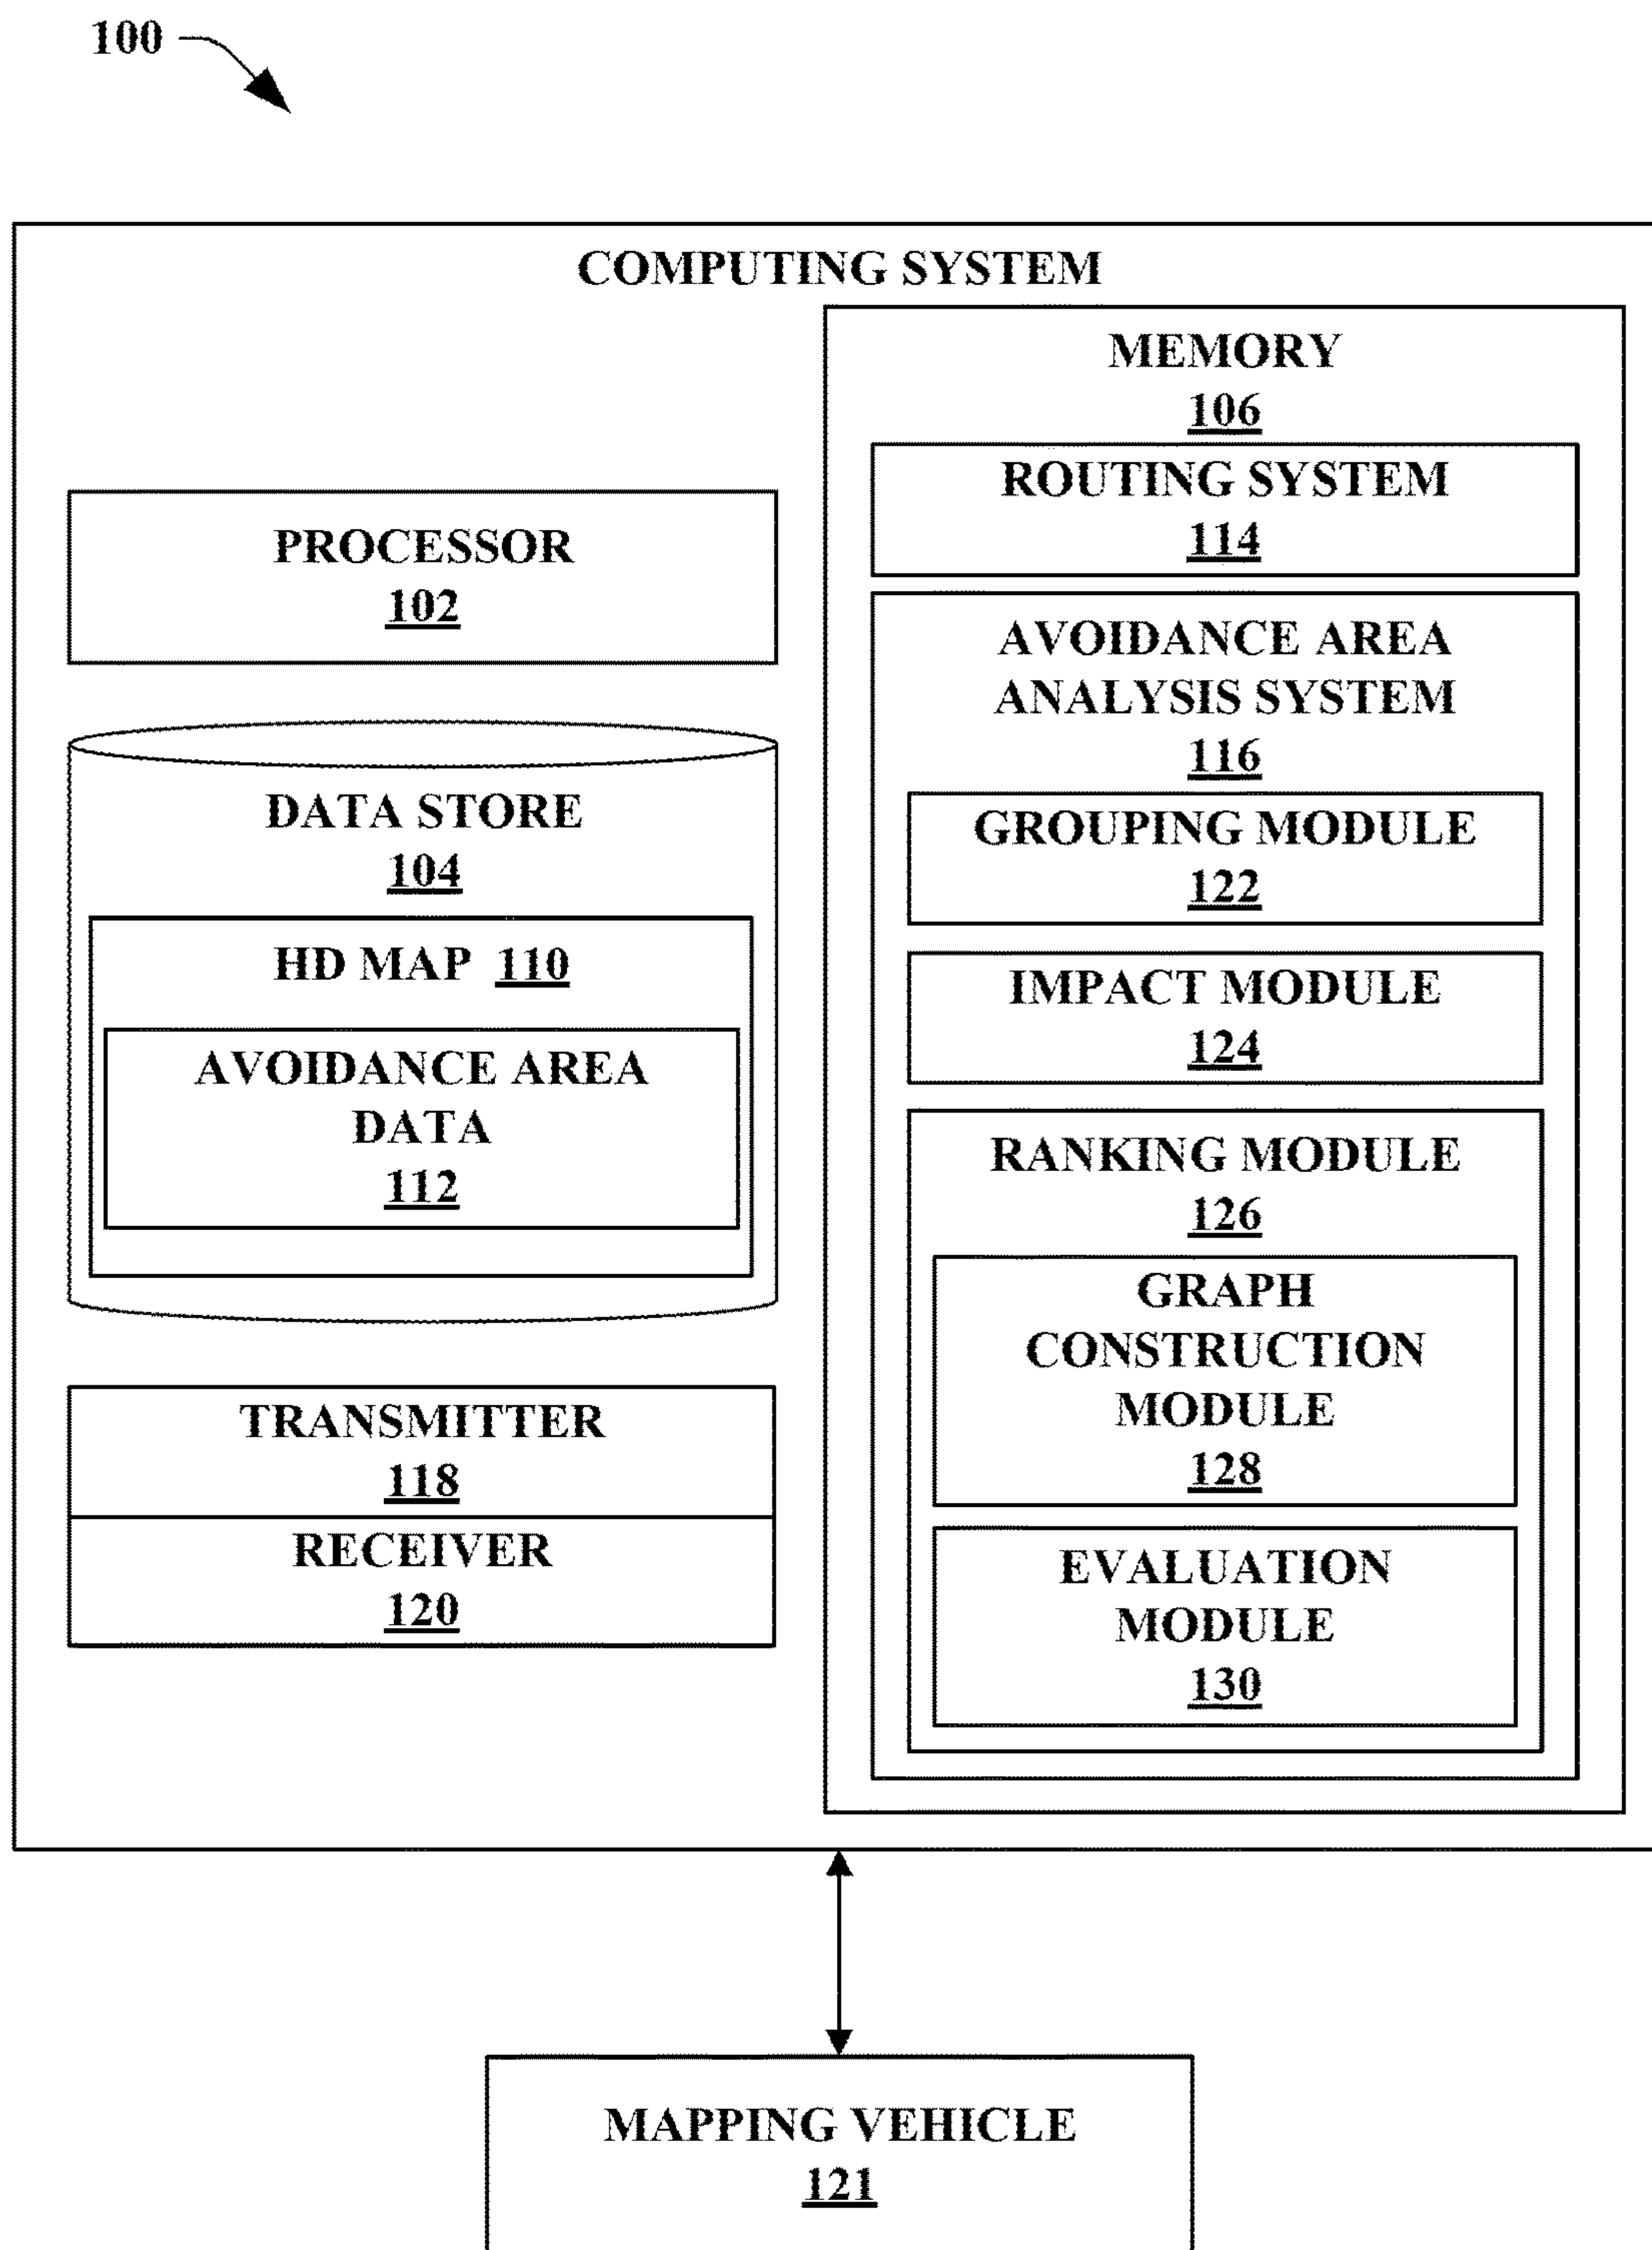 100
COMPUTING SYSTEM
PROCESSOR
102
DATA STORE
104
HD MAP 110
AVOIDANCE AREA
DATA
112
TRANSMITTER
118
RECEIVER
120
MEMORY
106
ROUTING SYSTEM
114
AVOIDANCE AREA
ANALYSIS SYSTEM
116
GROUPING MODULE
122
IMPACT MODULE
124
RANKING MODULE
126
GRAPH
CONSTRUCTION
MODULE
128
EVALUATION
MODULE
130
MAPPING VEHICLE
121